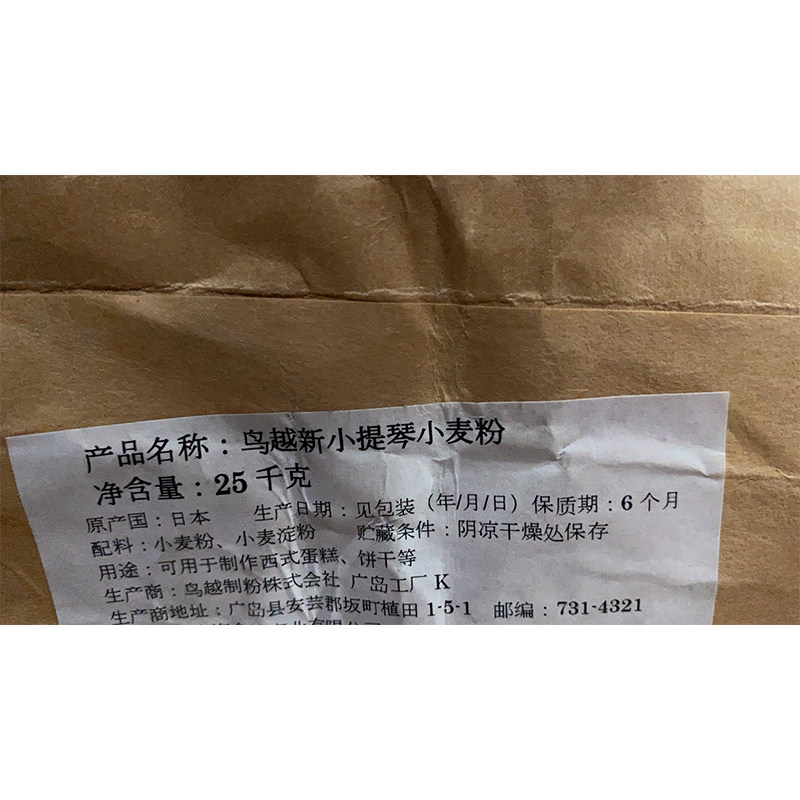 产品名称：鸟越新小提琴小麦粉
净含量：25 千克
原产国：日本 生产日期：见包装（年/月/日）保质期：6 个月
配料：小麦粉、小麦淀粉 贮藏条件：阴凉干燥处保存
用途：可用于制作西式蛋糕、饼干等
生产商：鸟越制粉株式会社 广岛工厂 K
生产商地址：广岛县安芸郡坂町植田 1-5-1 邮编：731-4321